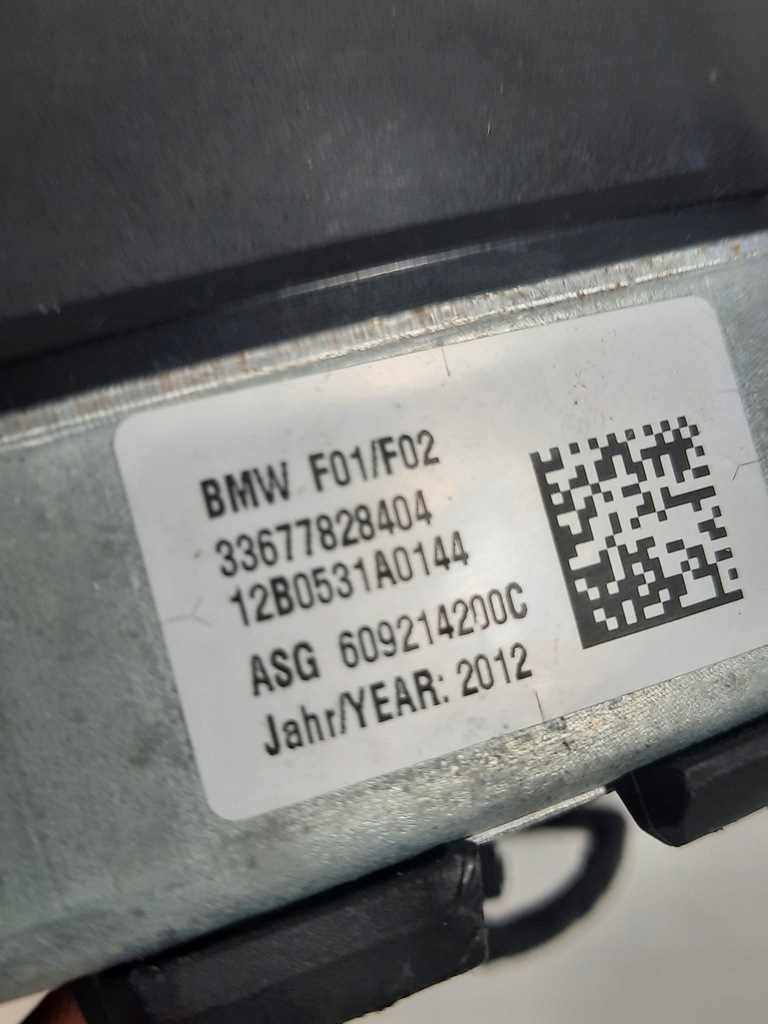 BMW F01/F02
33677828404
12B0531A0144
ASG 609214200C
Jahr/YEAR: 2012